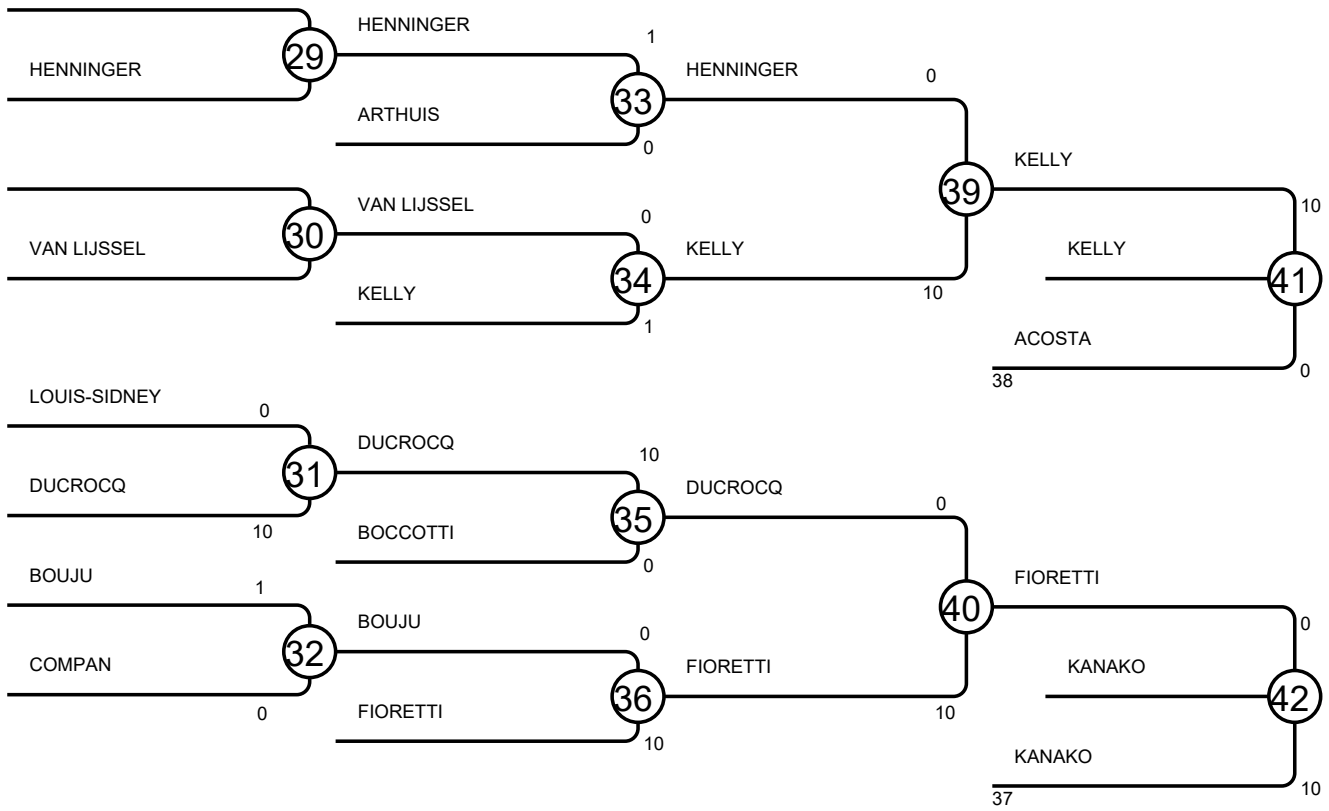 HENNINGER
1
29
HENNINGER
HENNINGER
0
33
ARTHUIS
0
KELLY
39
10
VAN LIJSSEL
0
30
VAN LIJSSEL
KELLY
KELLY
34
41
KELLY
10
1
ACOSTA
0
38
LOUIS-SIDNEY
0
DUCROCQ
10
31
DUCROCQ
DUCROCQ
0
35
10
BOCCOTTI
0
BOUJU
1
FIORETTI
40
0
BOUJU
0
32
COMPAN
FIORETTI
KANAKO
36
42
0
FIORETTI
10
10
KANAKO
10
37